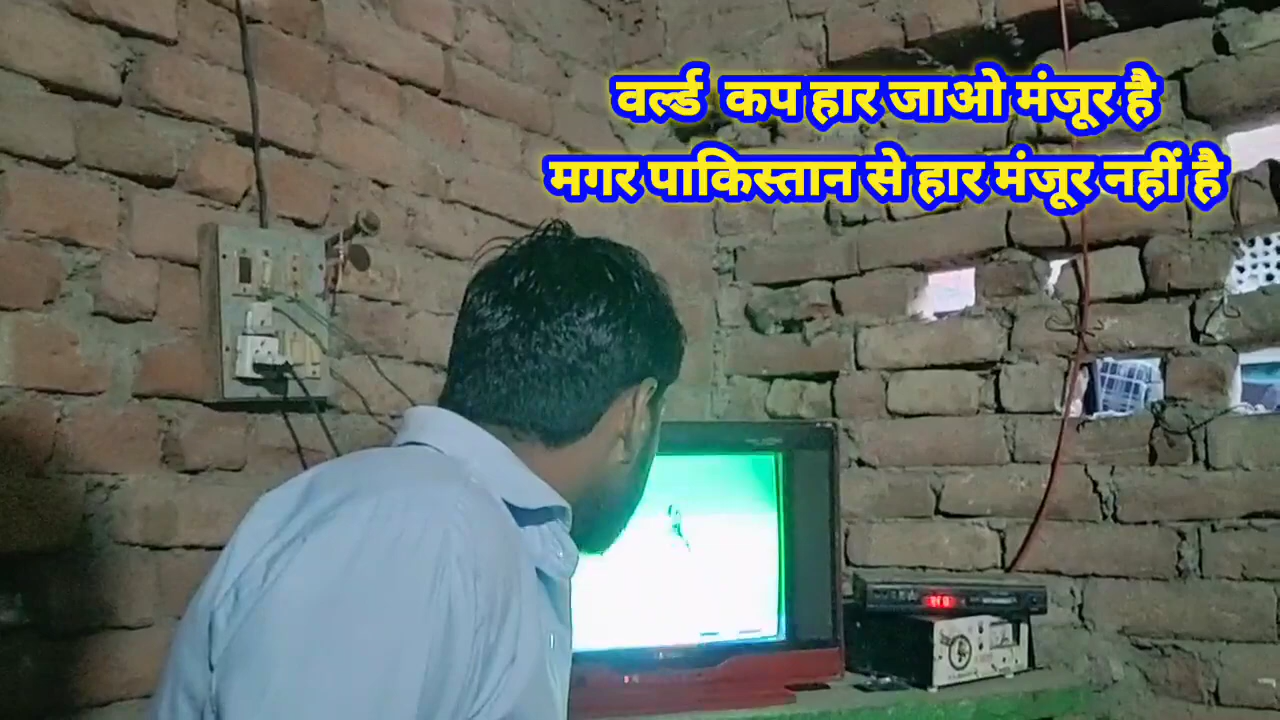 वर्ल्ड कप हार जाओ मंजूर है
मगर पाकिस्तान से हार मंजूर नहीं है